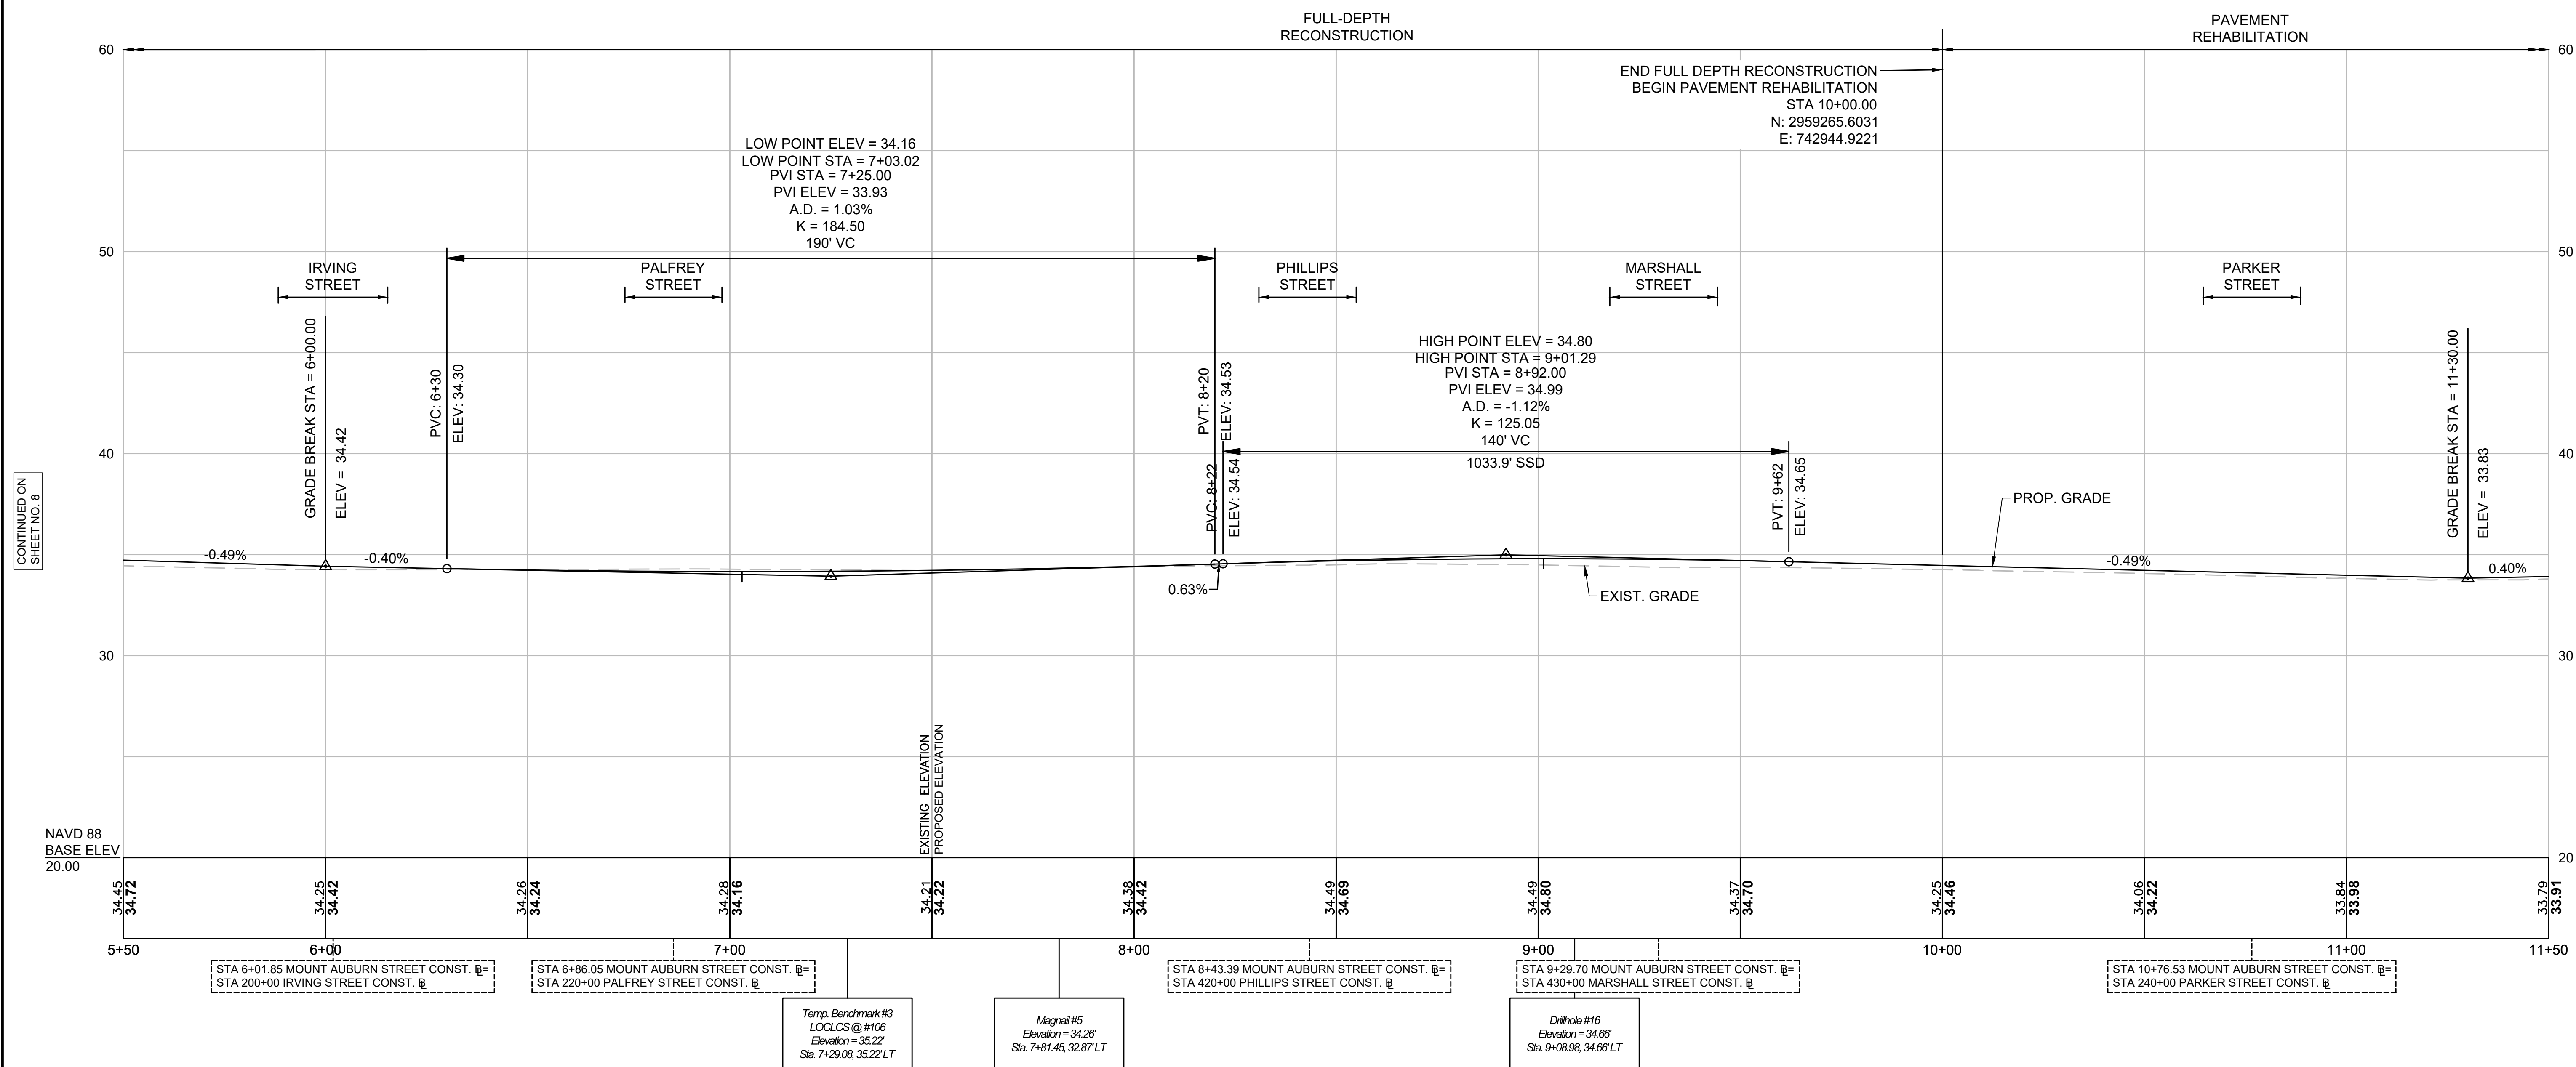 FULL-DEPTH
RECONSTRUCTION
PAVEMENT
REHABILITATION
60
60
END FULL DEPTH RECONSTRUCTION
BEGIN PAVEMENT REHABILITATION
STA 10+00.00
N: 2959265.6031
E: 742944.9221
LOW POINT ELEV = 34.16
LOW POINT STA = 7+03.02
PVI STA = 7+25.00
PVI ELEV = 33.93
A.D. = 1.03%
K = 184.50
190' VC
50
50
IRVING
STREET
PALFREY
STREET
PHILLIPS
STREET
MARSHALL
STREET
PARKER
STREET
GRADE BREAK STA = 6+00.00
ELEV = 34.42
PVC: 6+30
ELEV: 34.30
PVT: 8+20
ELEV: 34.53
PVC: 8+22
ELEV: 34.54
HIGH POINT ELEV = 34.80
HIGH POINT STA = 9+01.29
PVI STA = 8+92.00
PVI ELEV = 34.99
A.D. = -1.12%
K = 125.05
140' VC
1033.9' SSD
PVT: 9+62
ELEV: 34.65
GRADE BREAK STA = 11+30.00
ELEV = 33.83
40
40
CONTINUED ON
SHEET NO. 8
PROP. GRADE
-0.49%
-0.40%
0.63%
EXIST. GRADE
-0.49%
0.40%
30
30
EXISTING ELEVATION
PROPOSED ELEVATION
NAVD 88
BASE ELEV
20.00
20
34.45
34.72
34.25
34.42
34.26
34.24
34.28
34.16
34.21
34.22
34.38
34.42
34.49
34.69
34.49
34.80
34.37
34.70
34.25
34.46
34.06
34.22
33.84
33.98
33.79
33.91
5+50
6+00
7+00
8+00
9+00
10+00
11+00
11+50
STA 6+01.85 MOUNT AUBURN STREET CONST. BL=
STA 200+00 IRVING STREET CONST. BL
STA 6+86.05 MOUNT AUBURN STREET CONST. BL=
STA 220+00 PALFREY STREET CONST. BL
STA 8+43.39 MOUNT AUBURN STREET CONST. BL=
STA 420+00 PHILLIPS STREET CONST. BL
STA 9+29.70 MOUNT AUBURN STREET CONST. BL=
STA 430+00 MARSHALL STREET CONST. BL
STA 10+76.53 MOUNT AUBURN STREET CONST. BL=
STA 240+00 PARKER STREET CONST. BL
Temp. Benchmark #3
LOCLCS @ #106
Elevation = 35.22'
Sta. 7+29.08, 35.22' LT
Magnail #5
Elevation = 34.26'
Sta. 7+81.45, 32.87' LT
Drillhole #16
Elevation = 34.66'
Sta. 9+08.98, 34.66' LT